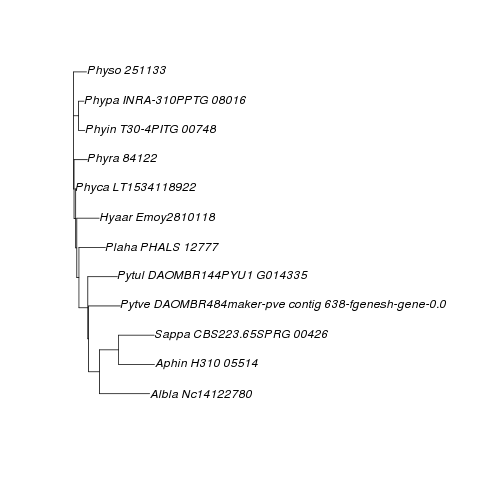 Physo 251133
Phypa INRA-310PPTG 08016
Phyin T30-4PITG 00748
Phyra 84122
Phyca LT1534118922
Hyaar Emoy2810118
Plaha PHALS 12777
Pytul DAOMBR144PYU1 G014335
Pytve DAOMBR484maker-pve contig 638-fgenesh-gene-0.0
Sappa CBS223.65SPRG 00426
Aphin H310 05514
Albla Nc14122780